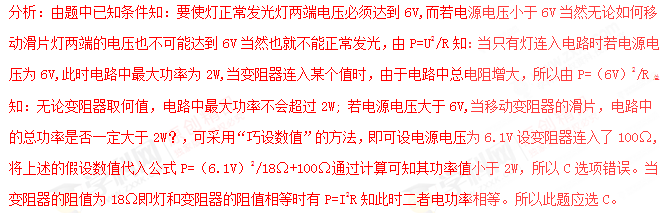 分析：由题中已知条件知：要使灯正常发光灯两端电压必须达到 6V,而若电源电压小于 6V 当然无论如何移
动滑片灯两端的电压也不可能达到 6V 当然也就不能正常发光，由 P=U²/R 知：当只有灯连入电路时若电源电
压为 6V,此时电路中最大功率为 2W,当变阻器连入某个值时，由于电路中总电阻增大，所以由 P=（6V）²/R
知：无论变阻器取何值，电路中最大功率不会超过 2W; 若电源电压大于 6V,当移动变阻器的滑片，电路中
的总功率是否一定大于 2W？，可采用“巧设数值”的方法，即可设电源电压为 6.1V 设变阻器连入了 100Ω,
将上述的假设数值代入公式 P=（6.1V）²/18Ω+100Ω通过计算可知其功率值小于 2W，所以 C 选项错误。当
变阻器的阻值为 18Ω即灯和变阻器的阻值相等时有 P=I²R 知此时二者电功率相等。所以此题应选 C。